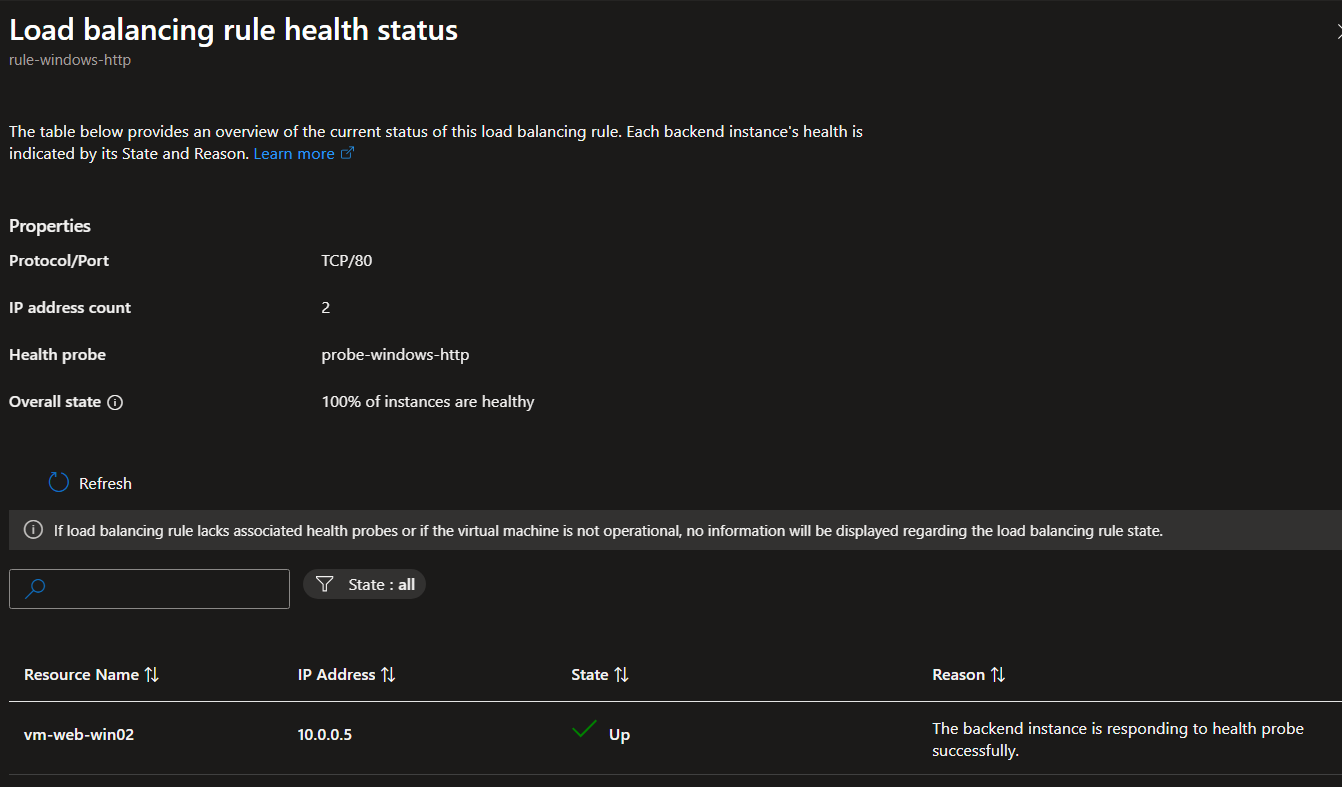 Load balancing rule health status
rule-windows-http
The table below provides an overview of the current status of this load balancing rule. Each backend instance's health is
indicated by its State and Reason. Learn more
Properties
Protocol/Port TCP/80
IP address count 2
Health probe probe-windows-http
Overall state 100% of instances are healthy
Refresh
If load balancing rule lacks associated health probes or if the virtual machine is not operational, no information will be displayed regarding the load balancing rule state.
State : all
Resource Name IP Address State Reason
vm-web-win02 10.0.0.5 Up The backend instance is responding to health probe
successfully.